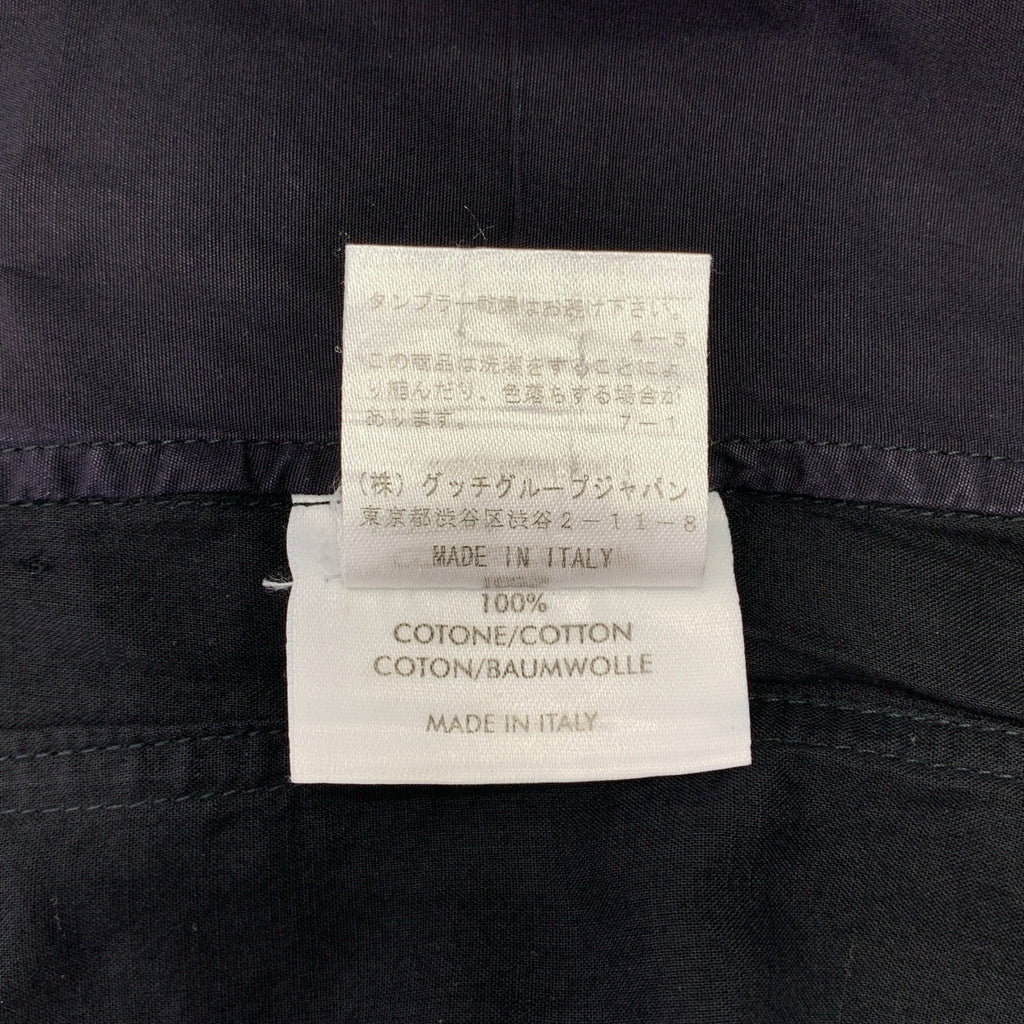 タンブラー乾燥はお避け下さい。
4-3
この商品は洗濯をすることによ
り縮んだり、色落ちする場合が
あります。 7-1
(株) グッチグループジャパン
東京都渋谷区渋谷2-11-8
MADE IN ITALY
100%
COTONE/COTTON
COTON/BAUMWOLLE
MADE IN ITALY